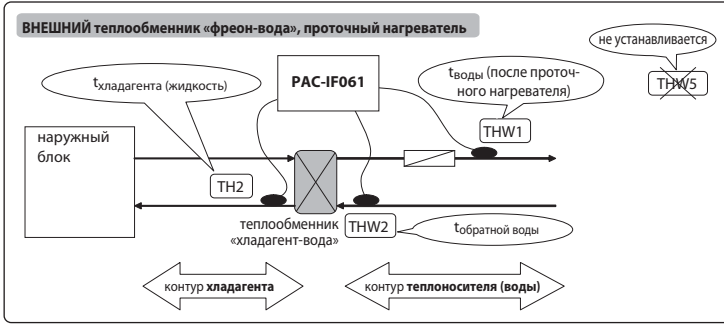 ВНЕШНИЙ теплообменник «фреон-вода», проточный нагреватель
не устанавливается
THW5
tхладагента (жидкость)
PAC-IF061
tводы (после проточ-
ного нагревателя)
THW1
наружный
блок
TH2
теплообменник
«хладагент-вода»
THW2
tобратной воды
контур хладагента
контур теплоносителя (воды)